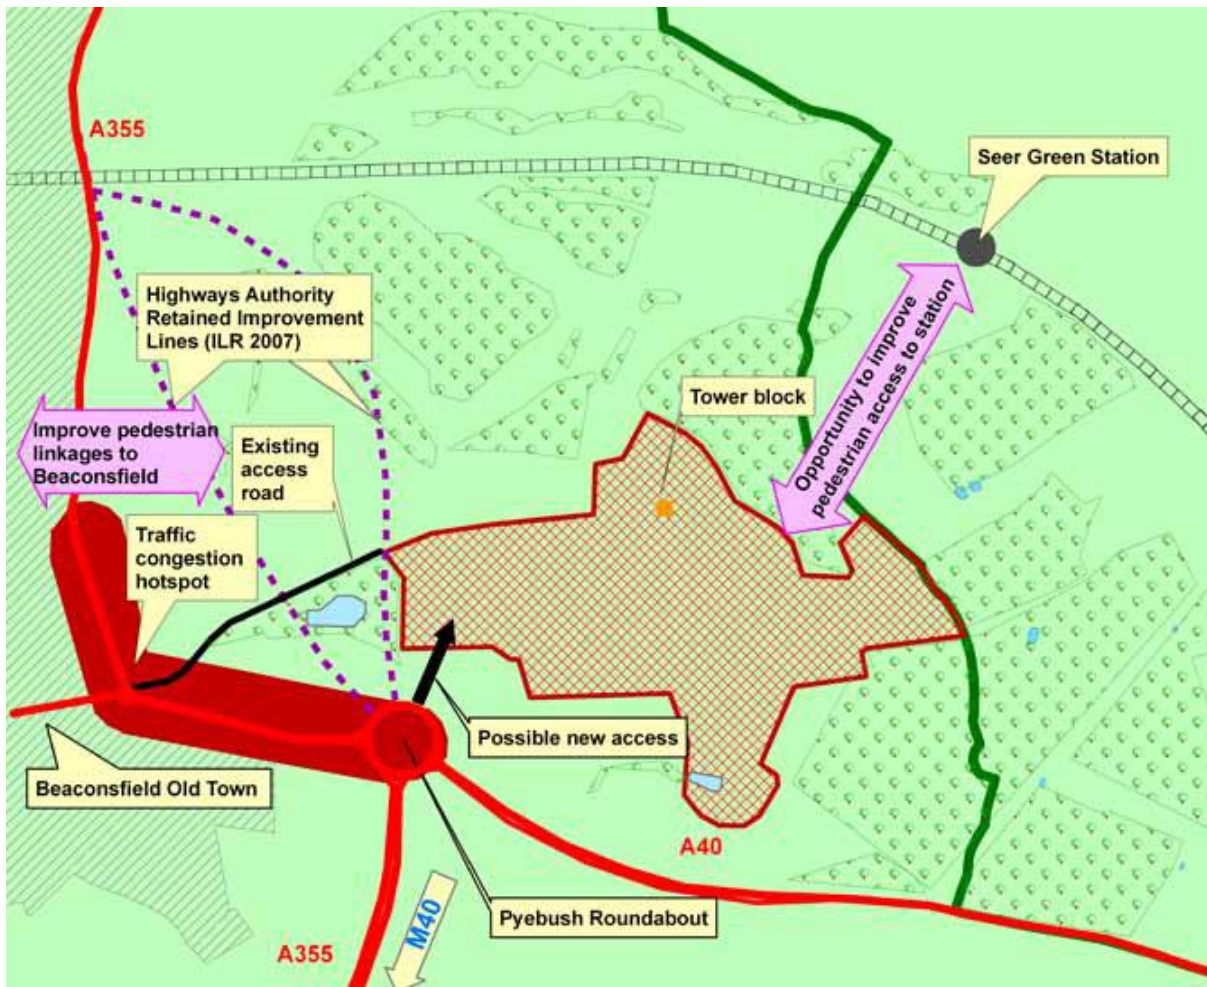 A355
Seer Green Station
Highways Authority
Retained Improvement
Lines (ILR 2007)
Opportunity to improve
pedestrian access to station
Tower block
Improve pedestrian
linkages to
Beaconsfield
Existing
access
road
Traffic
congestion
hotspot
Possible new access
Beaconsfield Old Town
A40
Pyebush Roundabout
M40
A355